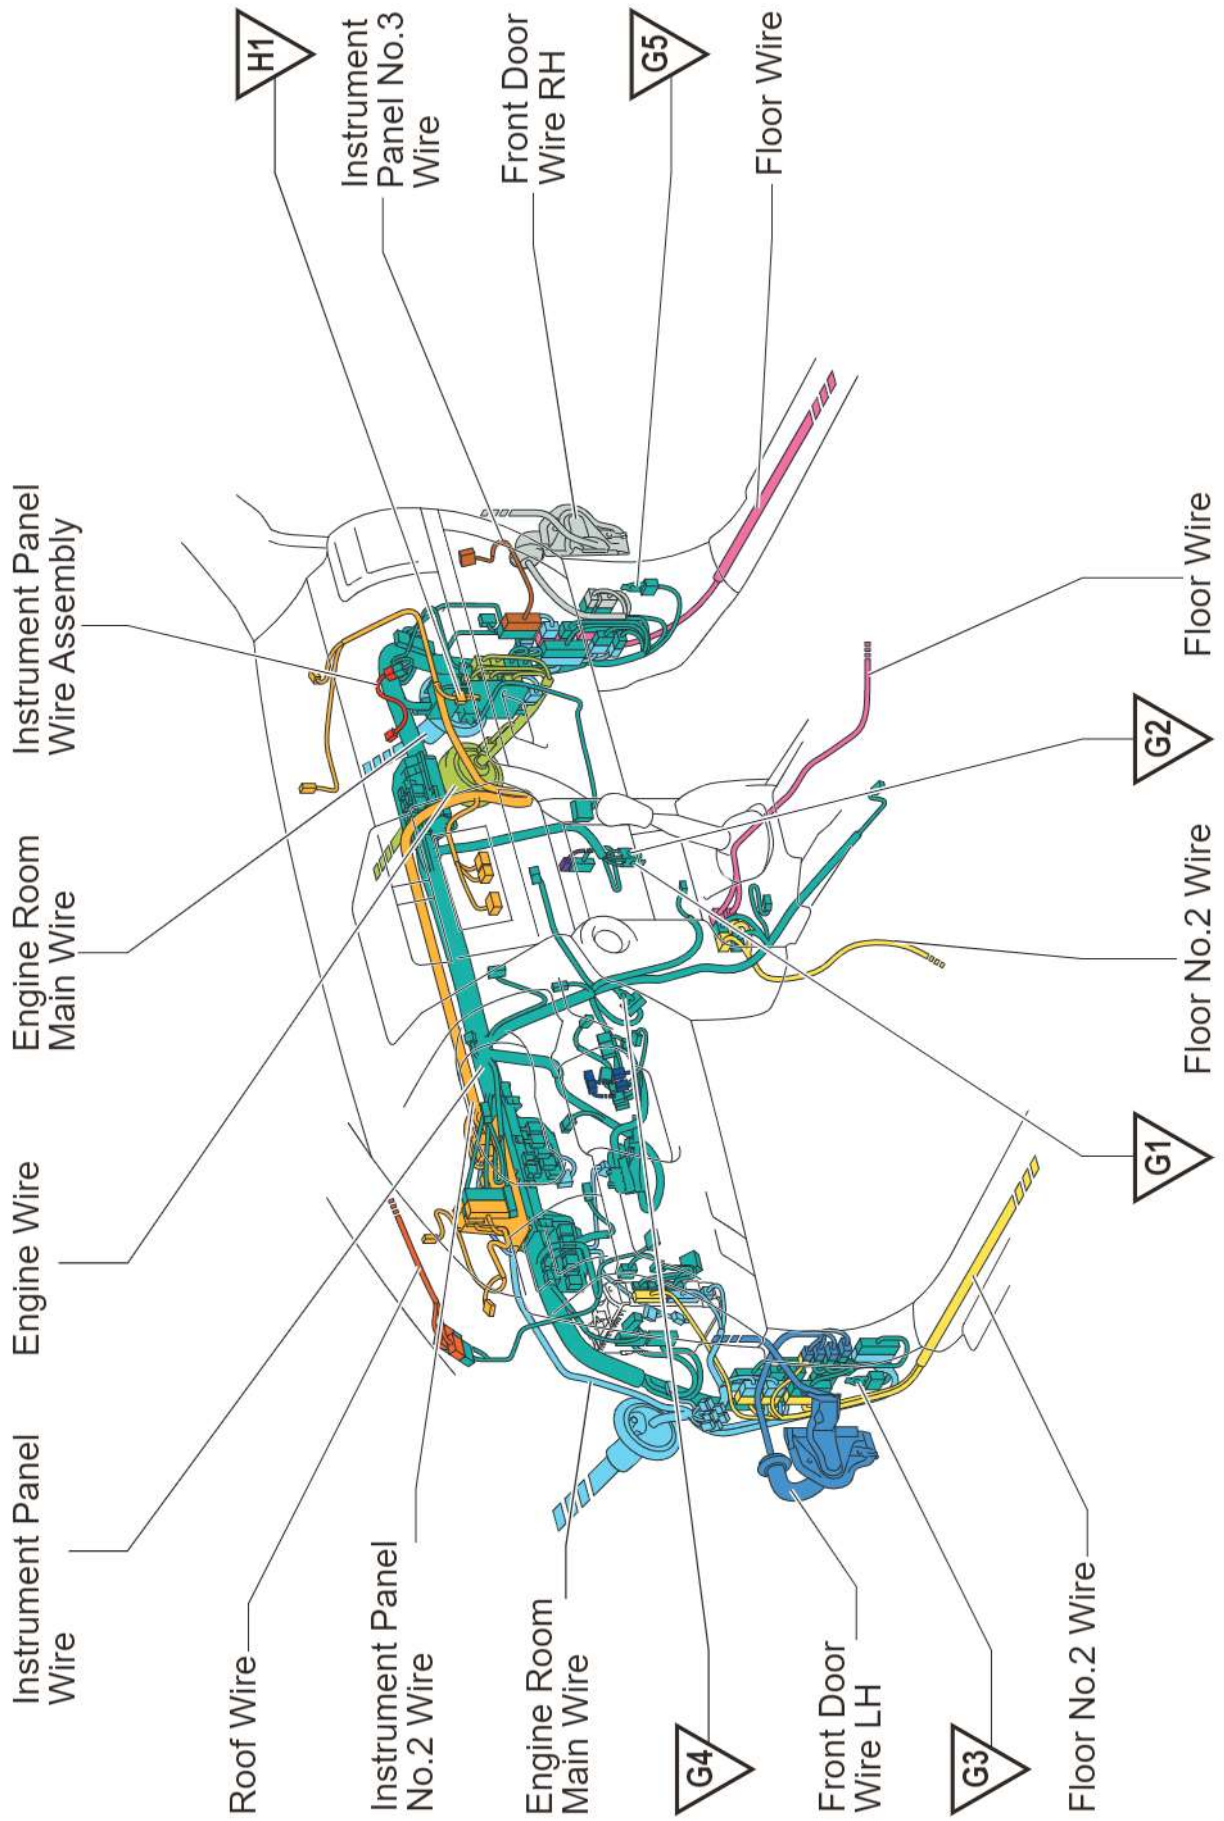 Instrument Panel
Wire
Engine Wire
Engine Room
Main Wire
Instrument Panel
Wire Assembly
Roof Wire
H1
Instrument Panel
No.2 Wire
Instrument
Panel No.3
Wire
Engine Room
Main Wire
Front Door
Wire RH
G4
G5
Front Door
Wire LH
Floor Wire
G3
Floor No.2 Wire
G1
Floor No.2 Wire
G2
Floor Wire